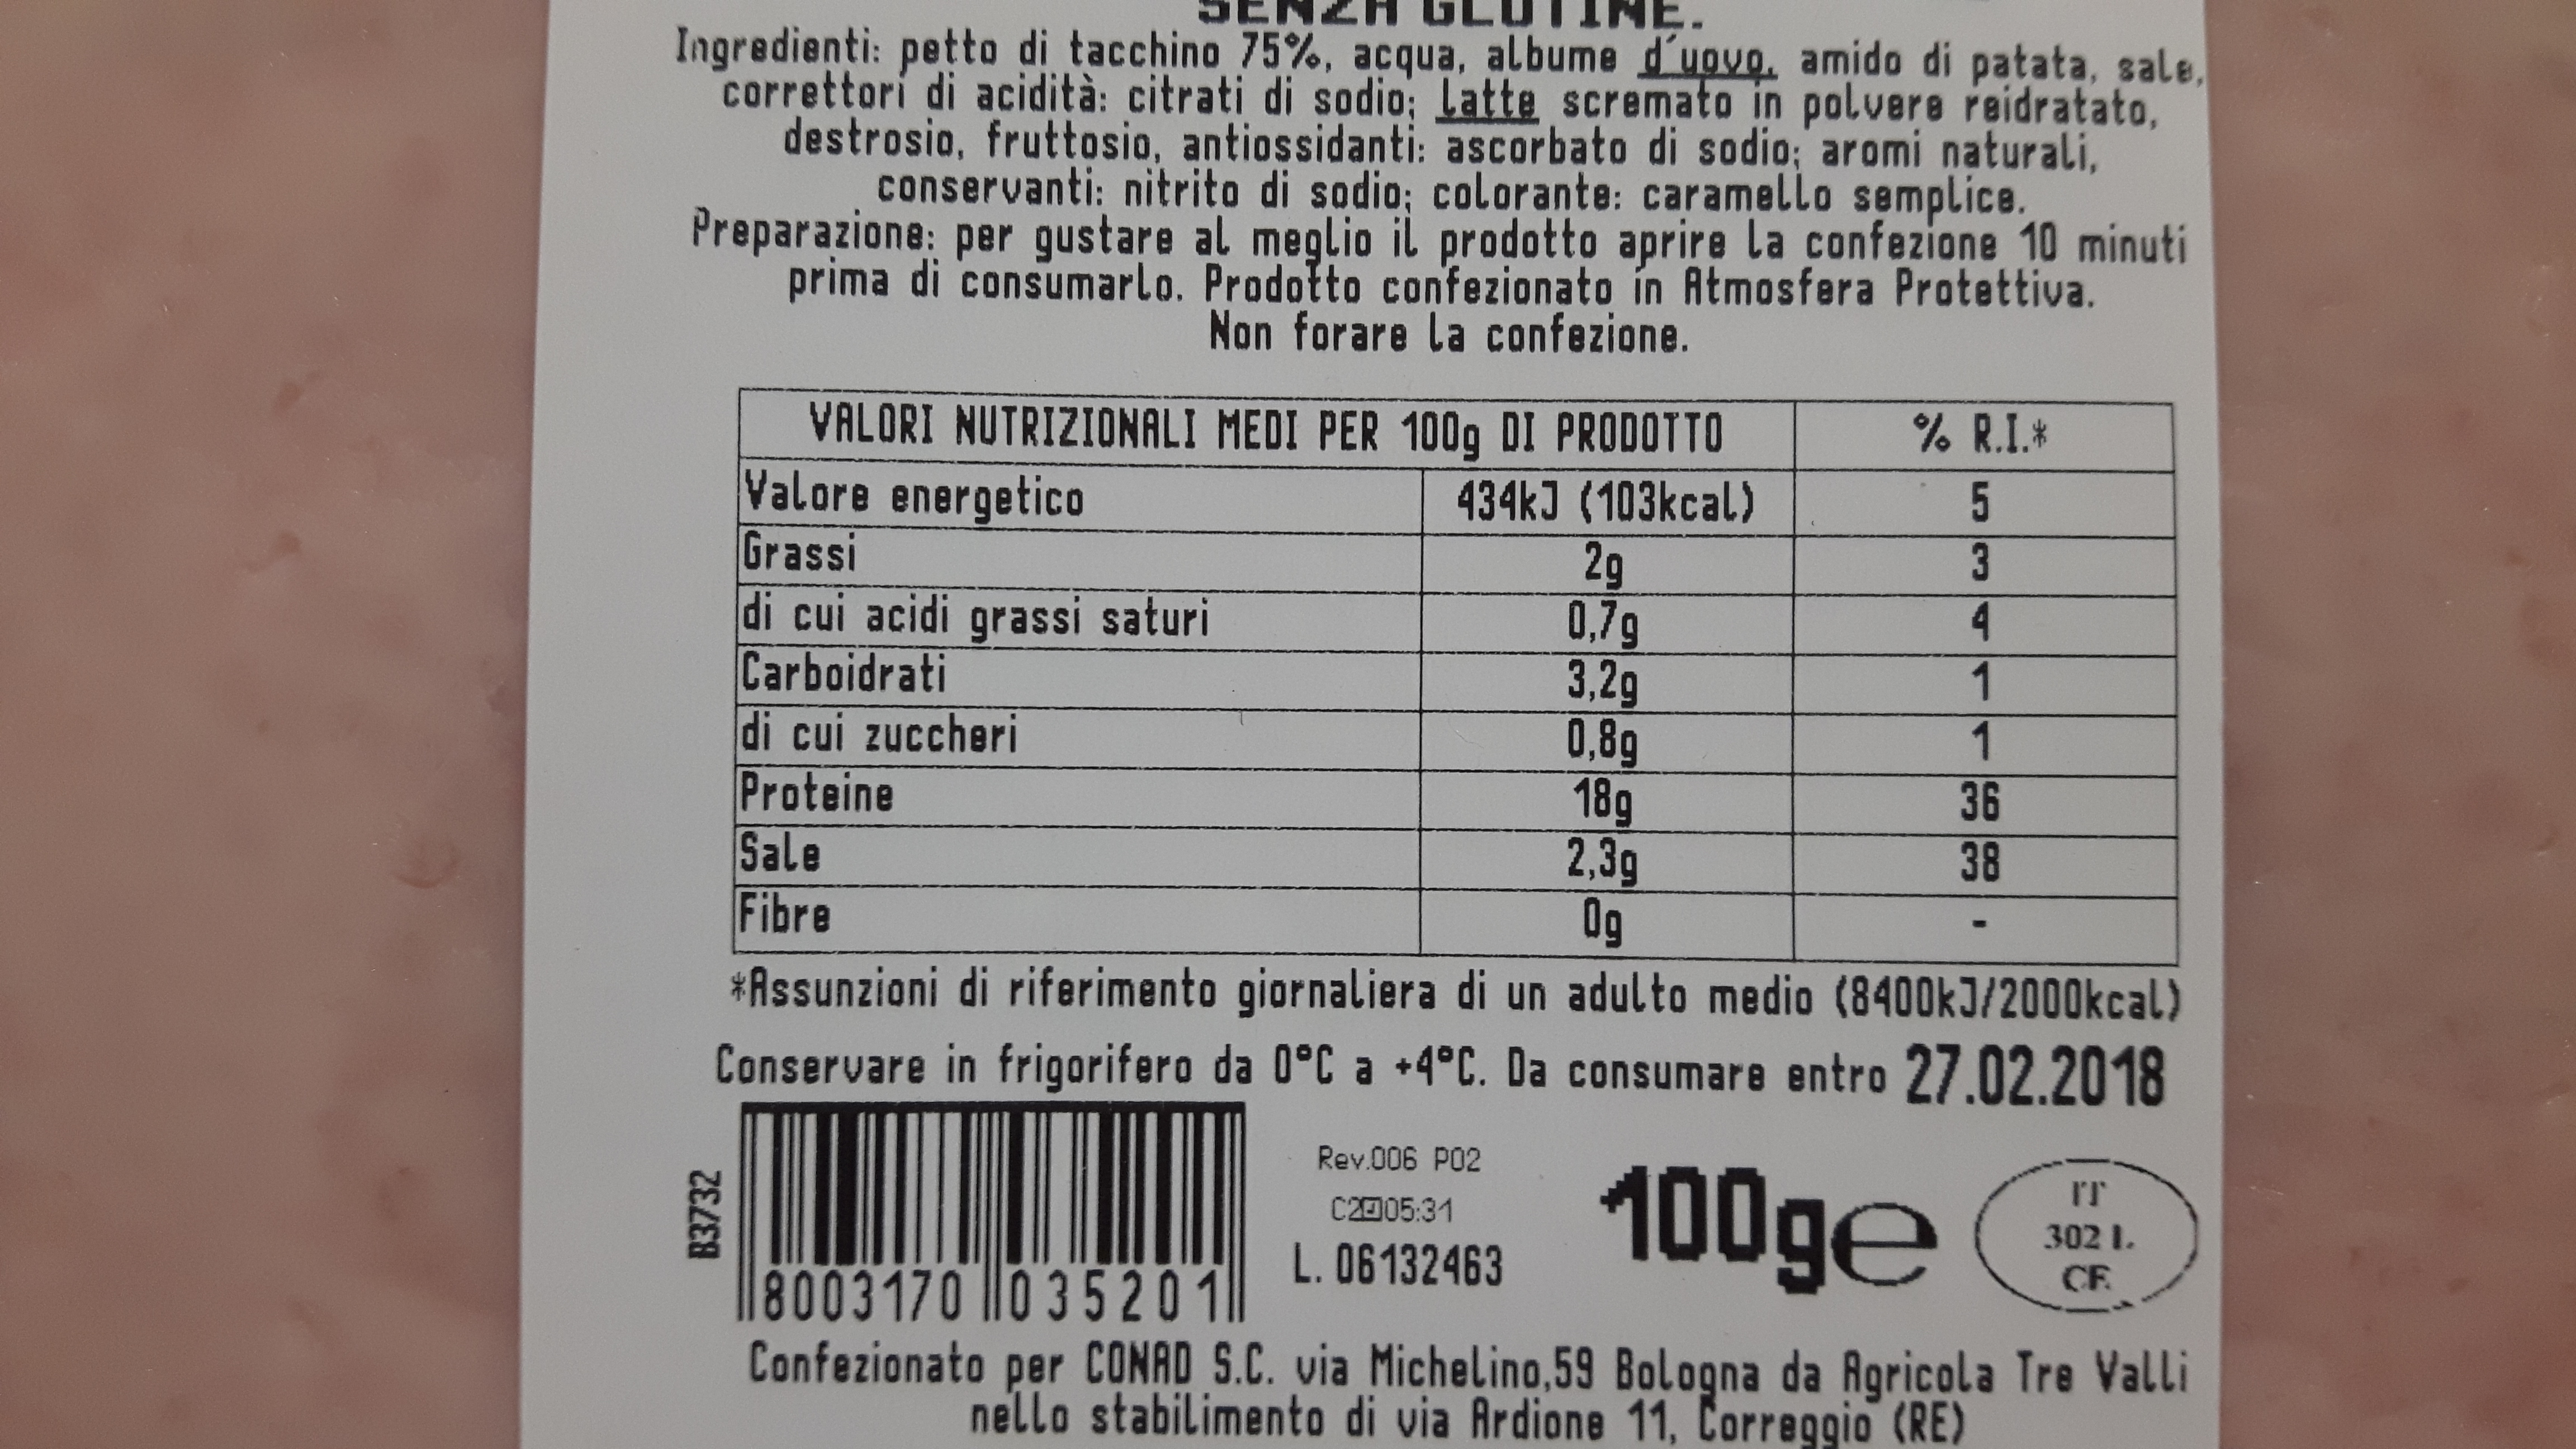 SENZA GLUTINE.
Ingredienti: petto di tacchino 75%, acqua, albume d'uovo, amido di patata, sale,
correttori di acidità: citrati di sodio; latte scremato in polvere reidratato,
destrosio, fruttosio, antiossidanti: ascorbato di sodio; aromi naturali,
conservanti: nitrito di sodio; colorante: caramello semplice.
Preparazione: per gustare al meglio il prodotto aprire la confezione 10 minuti
prima di consumarlo. Prodotto confezionato in Atmosfera Protettiva.
Non forare la confezione.
VALORI NUTRIZIONALI MEDI PER 100g DI PRODOTTO % R.I.*
Valore energetico 434kJ (103kcal) 5
Grassi 2g 3
di cui acidi grassi saturi 0,7g 4
Carboidrati 3,2g 1
di cui zuccheri 0,8g 1
Proteine 18g 36
Sale 2,3g 38
Fibre 0g -
*Assunzioni di riferimento giornaliera di un adulto medio (8400kJ/2000kcal)
Conservare in frigorifero da 0°C a +4°C. Da consumare entro 27.02.2018
B3732
8003170 035201
Rev.006 P02
05:31
L. 06132463
100g e
IT
302 L
CE
Confezionato per CONAD S.C. via Michelino,59 Bologna da Agricola Tre Valli
nello stabilimento di via Ardione 11, Correggio (RE)